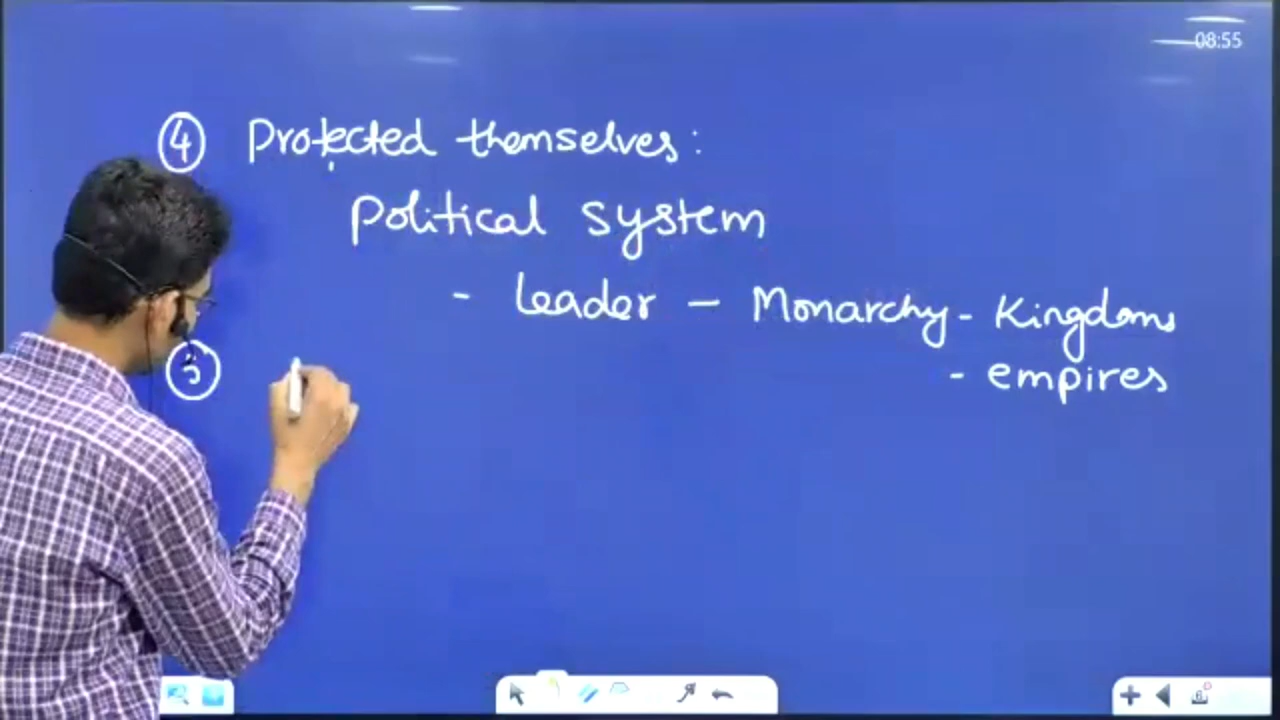 08:55
④ Protected themselves:
Political system
- leader — Monarchy - Kingdoms
- empires
⑤